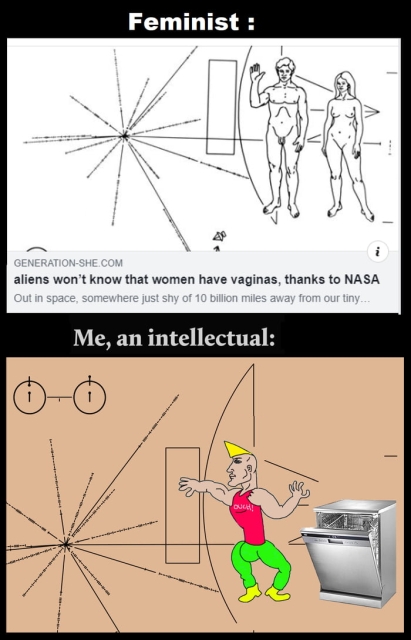 Feminist :
GENERATION-SHE.COM
aliens won't know that women have vaginas, thanks to NASA
Out in space, somewhere just shy of 10 billion miles away from our tiny…
Me, an intellectual: